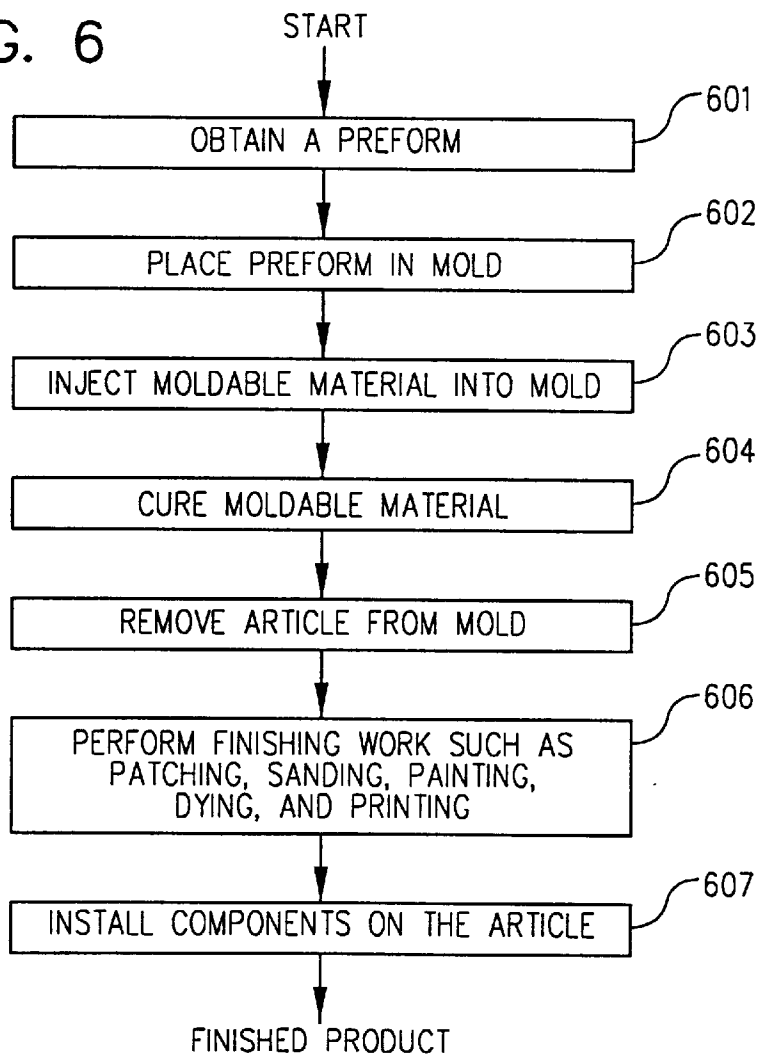 G. 6
START
OBTAIN A PREFORM
601
PLACE PREFORM IN MOLD
602
INJECT MOLDABLE MATERIAL INTO MOLD
603
CURE MOLDABLE MATERIAL
604
REMOVE ARTICLE FROM MOLD
605
PERFORM FINISHING WORK SUCH AS
PATCHING, SANDING, PAINTING,
DYING, AND PRINTING
606
INSTALL COMPONENTS ON THE ARTICLE
607
FINISHED PRODUCT